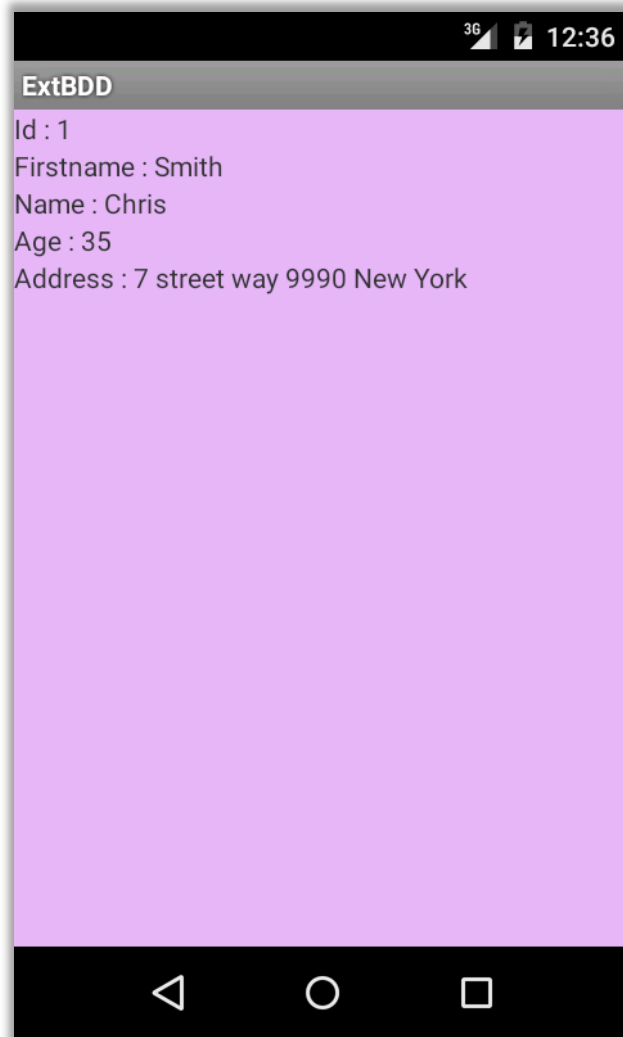 3G 12:36
ExtBDD
Id : 1
Firstname : Smith
Name : Chris
Age : 35
Address : 7 street way 9990 New York